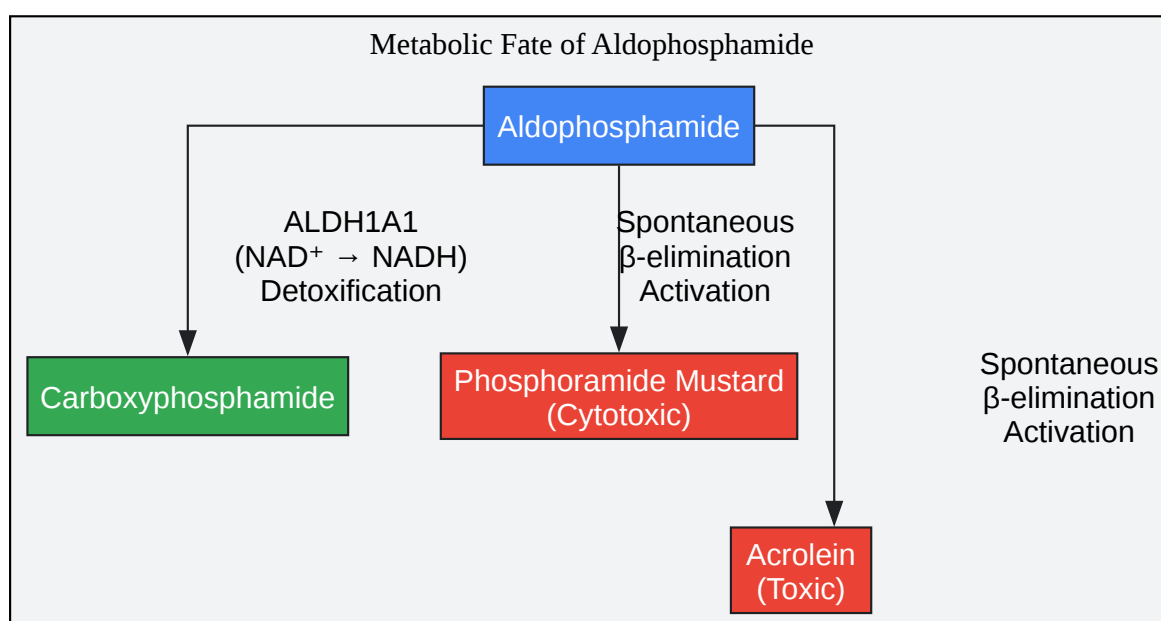 Metabolic Fate of Aldophosphamide
Aldophosphamide
ALDH1A1
(NAD⁺ → NADH)
Detoxification
Spontaneous
β-elimination
Activation
Carboxyphosphamide
Phosphoramide Mustard
(Cytotoxic)
Spontaneous
β-elimination
Activation
Acrolein
(Toxic)